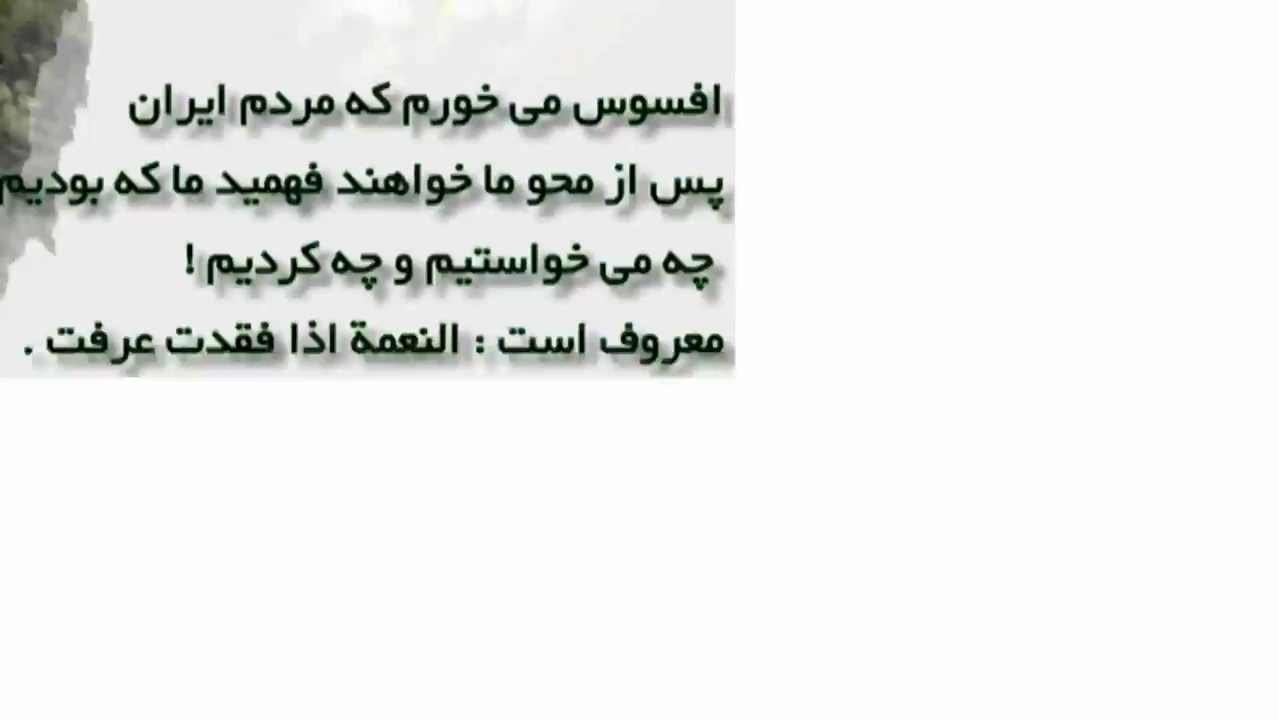 افسوس می خورم که مردم ایران
پس از محو ما خواهند فهمید ما که بودیم
چه می خواستیم و چه کردیم !
معروف است : النعمة اذا فقدت عرفت .